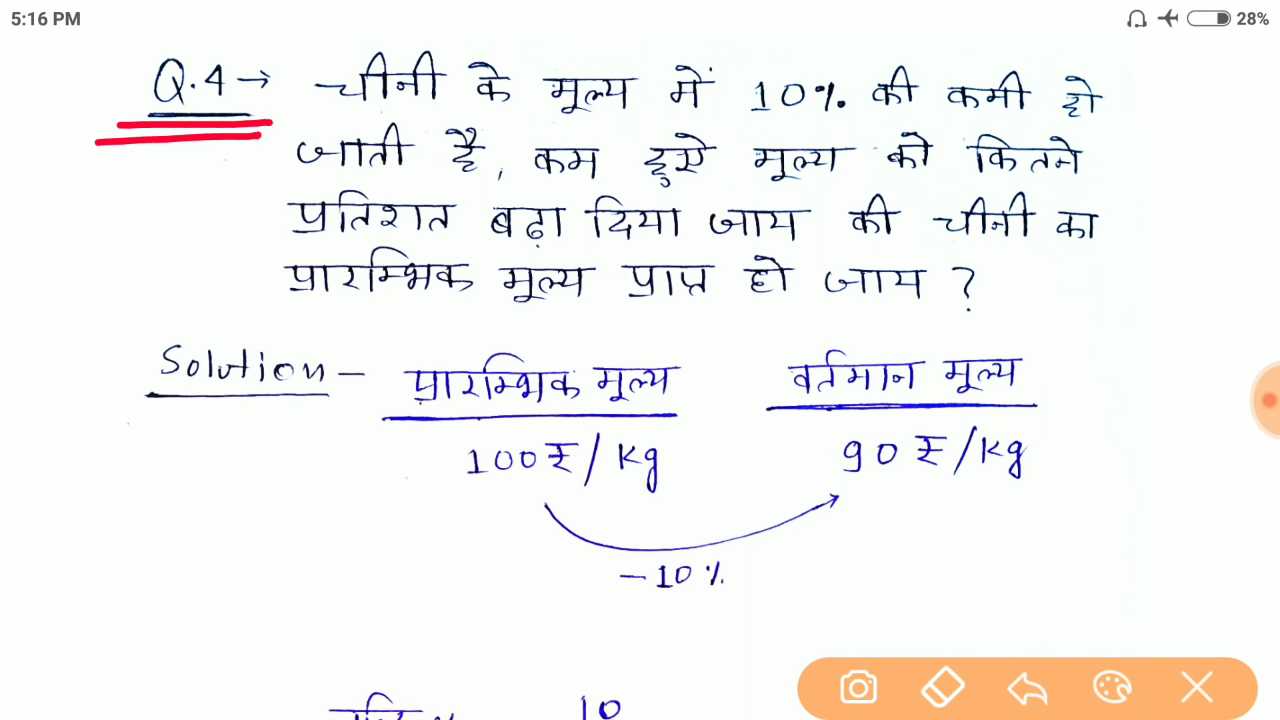 5:16 PM 28%
Q.4→ चीनी के मूल्य में 10% की कमी हो
जाती है, कम हुऐ मूल्य को कितने
प्रतिशत बढ़ा दिया जाय की चीनी का
प्रारम्भिक मूल्य प्राप्त हो जाय ?
Solution – प्रारम्भिक मूल्य वर्तमान मूल्य
100₹/kg 90₹/kg
–10%
10